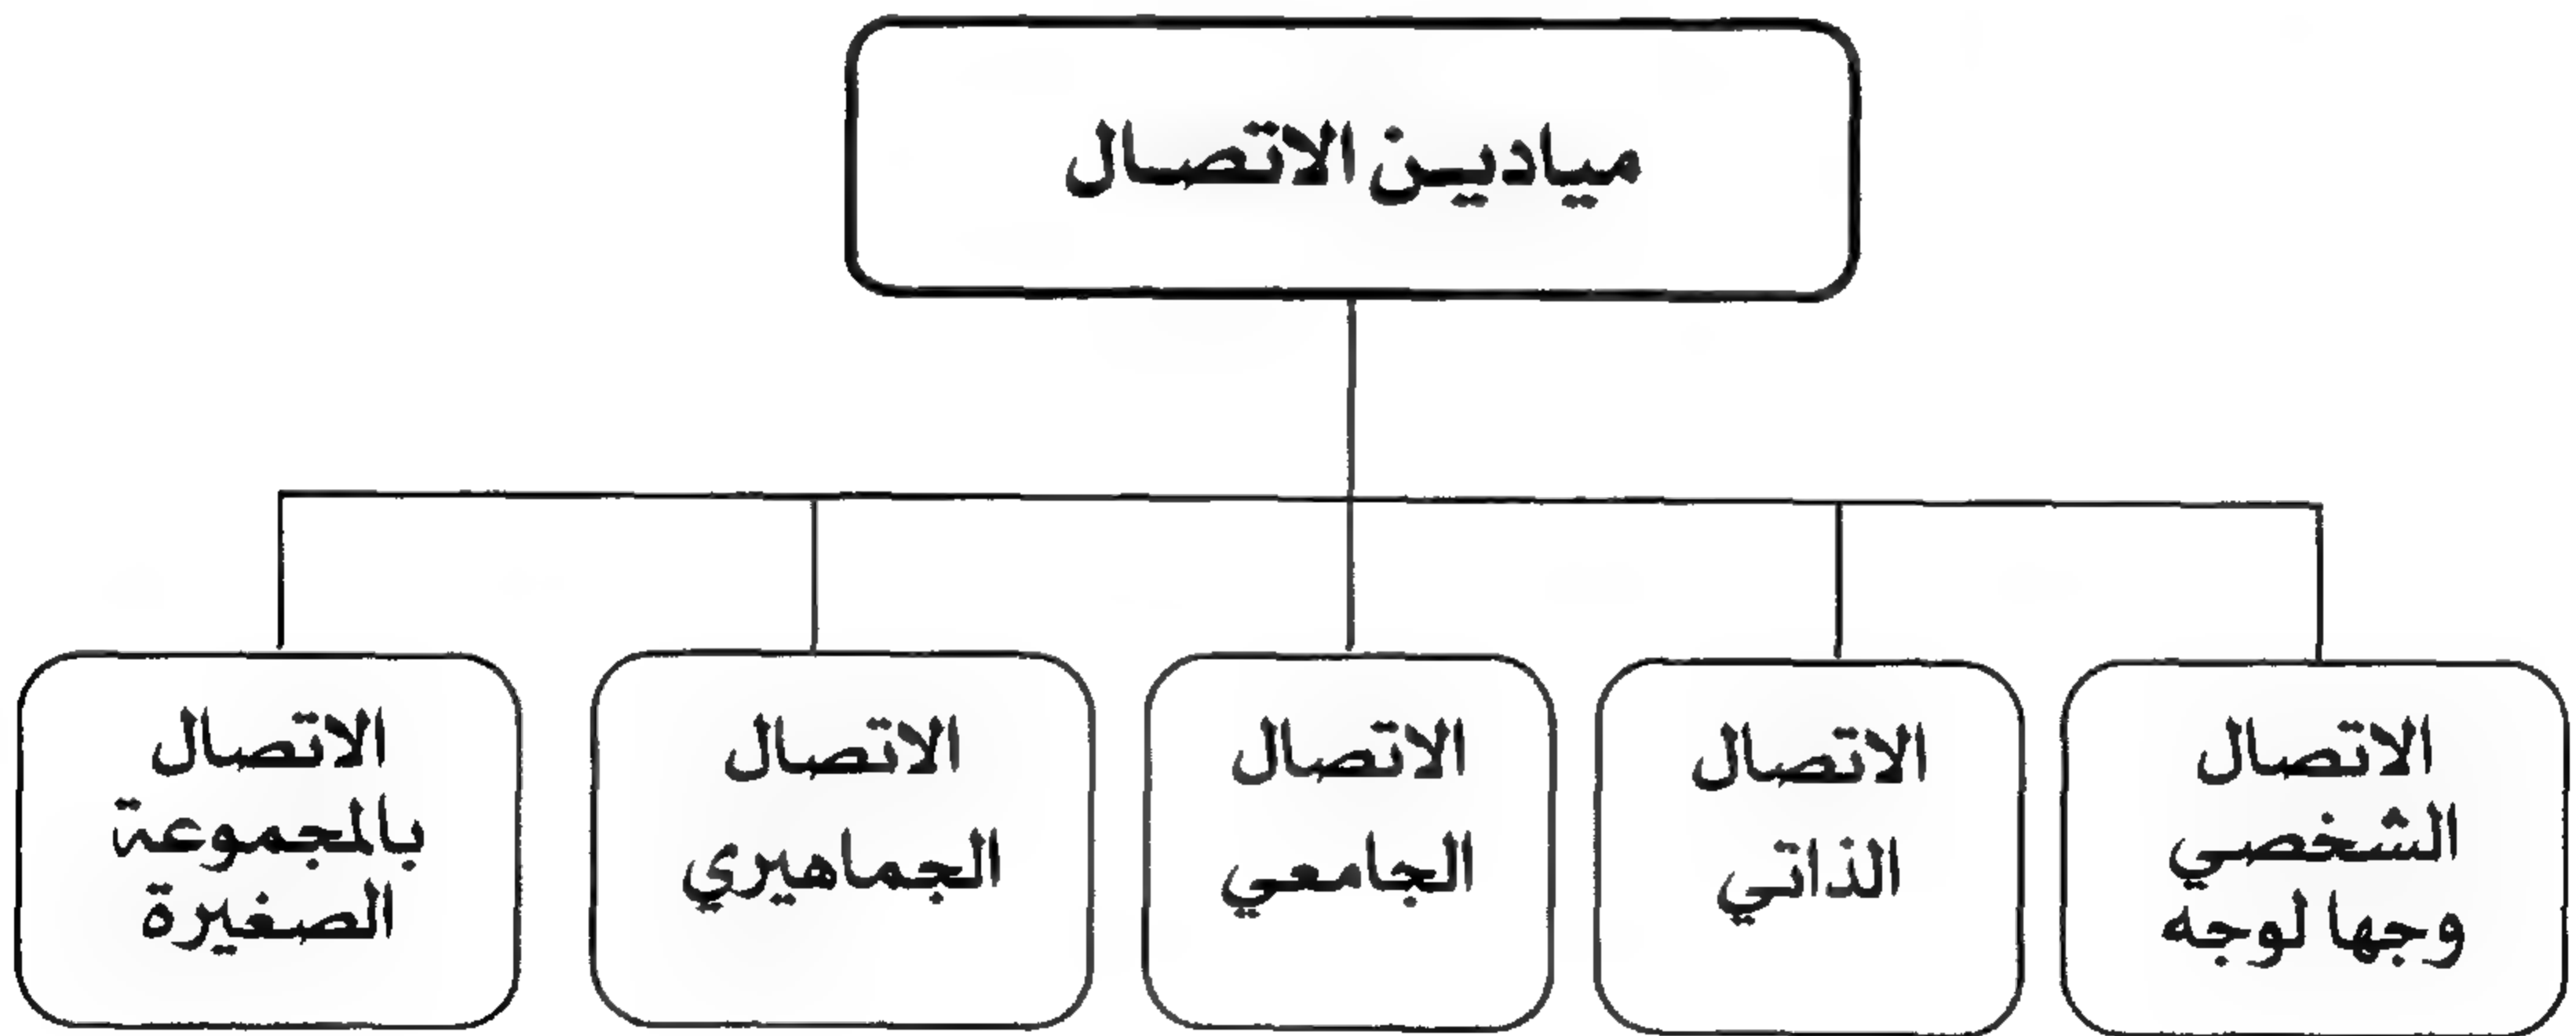 ميادين الاتصال
الاتصال
الشخصي
وجها لوجه
الاتصال
الذاتي
الاتصال
الجامعي
الاتصال
الجماهيري
الاتصال
بالمجموعة
الصغيرة